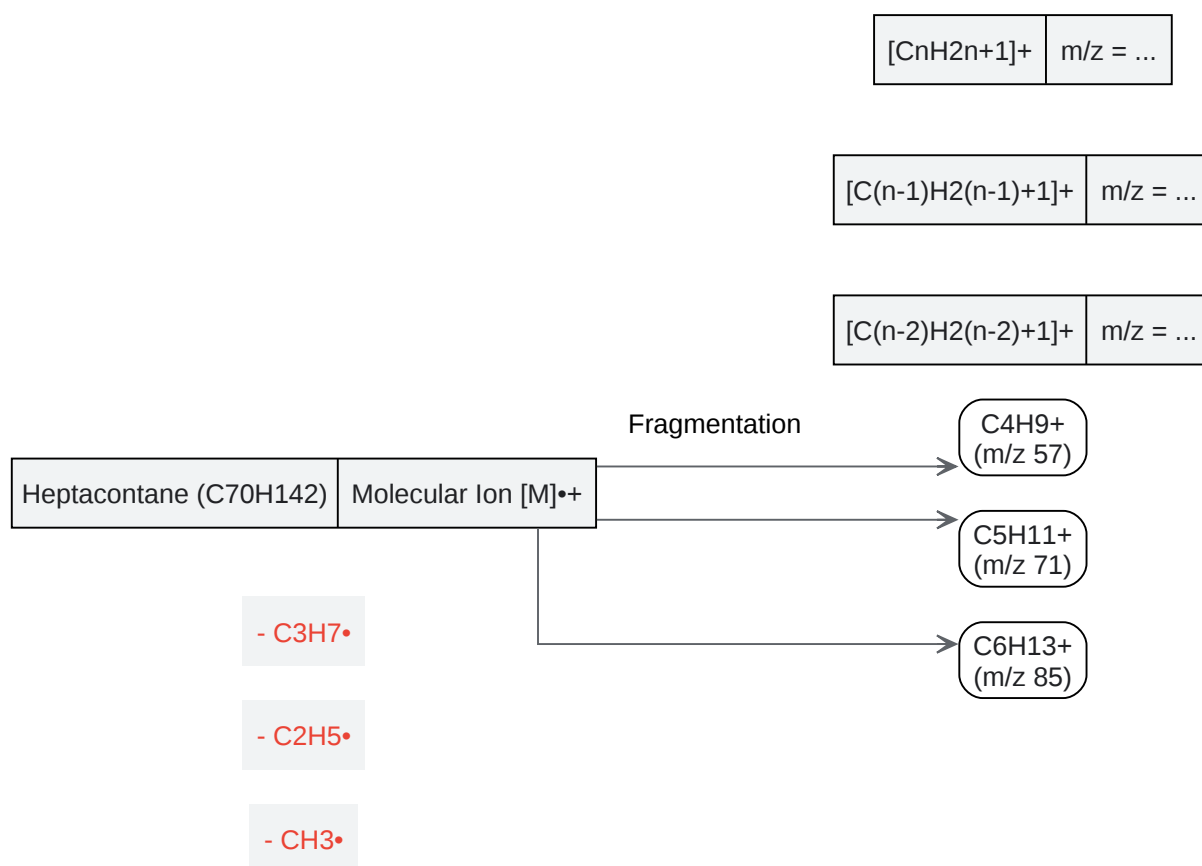 [CnH2n+1]+ m/z = ...
[C(n-1)H2(n-1)+1]+ m/z = ...
[C(n-2)H2(n-2)+1]+ m/z = ...
Fragmentation
C4H9+
(m/z 57)
Heptacontane (C70H142) Molecular Ion [M]•+
C5H11+
(m/z 71)
- C3H7•
C6H13+
(m/z 85)
- C2H5•
- CH3•